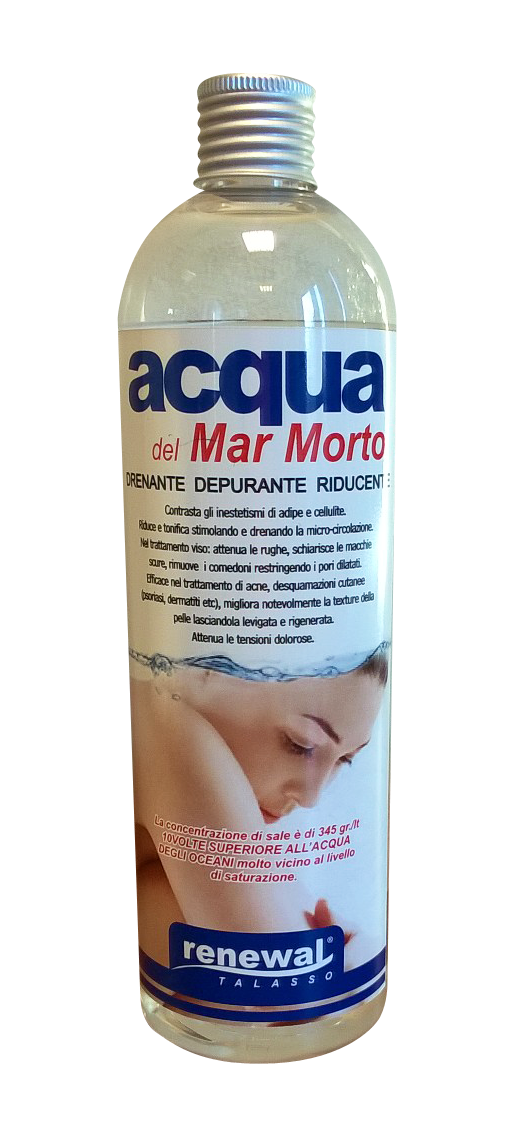 acqua
del Mar Morto
DRENANTE DEPURANTE RIDUCENTE
Contrasta gli inestetismi di adipe e cellulite.
Riduce e tonifica stimolando e drenando la micro-circolazione.
Nel trattamento viso: attenua le rughe, schiarisce le macchie
scure, rimuove i comedoni restringendo i pori dilatati.
Efficace nel trattamento di acne, desquamazioni cutanee
(psoriasi, dermatiti etc), migliora notevolmente la texture della
pelle lasciandola levigata e rigenerata.
Attenua le tensioni dolorose.
La concentrazione di sale è di 345 gr./lt
10VOLTE SUPERIORE ALL'ACQUA
DEGLI OCEANI molto vicino al livello
di saturazione.
renewal®
TALASSO